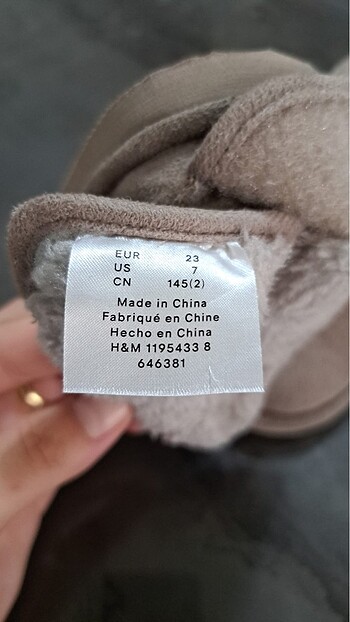 EUR 23
US 7
CN 145(2)
Made in China
Fabriqué en Chine
Hecho en China
H&M 1195433 8
646381